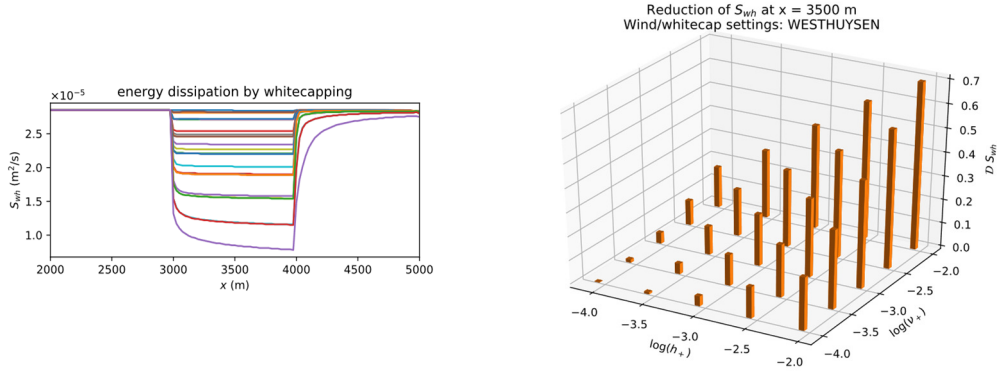 energy dissipation by whitecapping
×10⁻⁵
2.5
2.0
1.5
1.0
S_wh (m²/s)
2000 2500 3000 3500 4000 4500 5000
x (m)
Reduction of S_wh at x = 3500 m
Wind/whitecap settings: WESTHUYSEN
0.7
0.6
0.5
0.4
0.3
0.2
0.1
0.0
D S_wh
−4.0 −3.5 −3.0 −2.5 −2.0
log(h₊)
−4.0 −3.5 −3.0 −2.5 −2.0
log(ν₊)